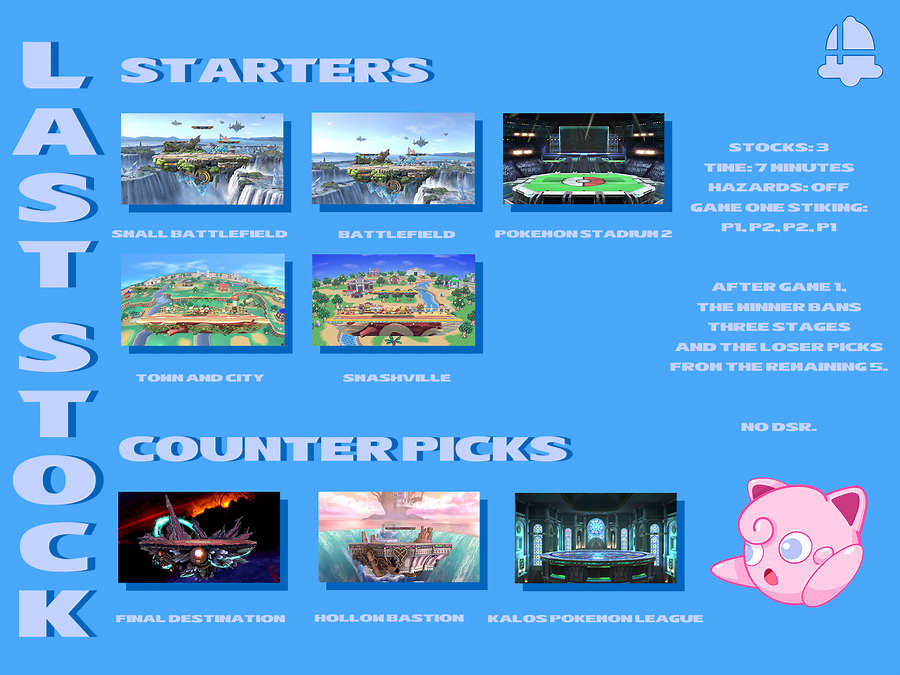 LAST STOCK
STARTERS
SMALL BATTLEFIELD
BATTLEFIELD
POKEMON STADIUM 2
TOWN AND CITY
SMASHVILLE
COUNTER PICKS
FINAL DESTINATION
HOLLOW BASTION
KALOS POKEMON LEAGUE
STOCKS: 3
TIME: 7 MINUTES
HAZARDS: OFF
GAME ONE STIKING:
P1, P2, P2, P1
AFTER GAME 1,
THE WINNER BANS
THREE STAGES
AND THE LOSER PICKS
FROM THE REMAINING 5.
NO DSR.